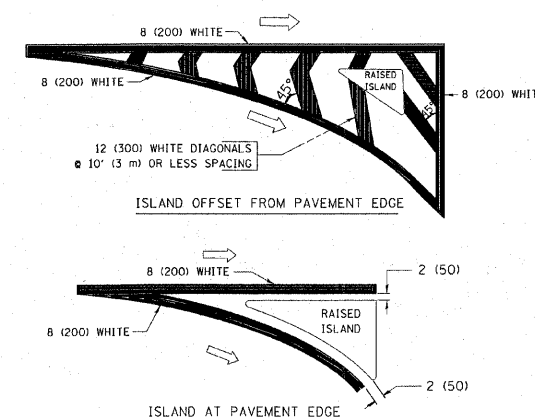 8 (200) WHITE
8 (200) WHITE
RAISED
ISLAND
45°
45°
8 (200) WHIT
12 (300) WHITE DIAGONALS
@ 10' (3 m) OR LESS SPACING
ISLAND OFFSET FROM PAVEMENT EDGE
8 (200) WHITE
2 (50)
RAISED
ISLAND
8 (200) WHITE
2 (50)
ISLAND AT PAVEMENT EDGE